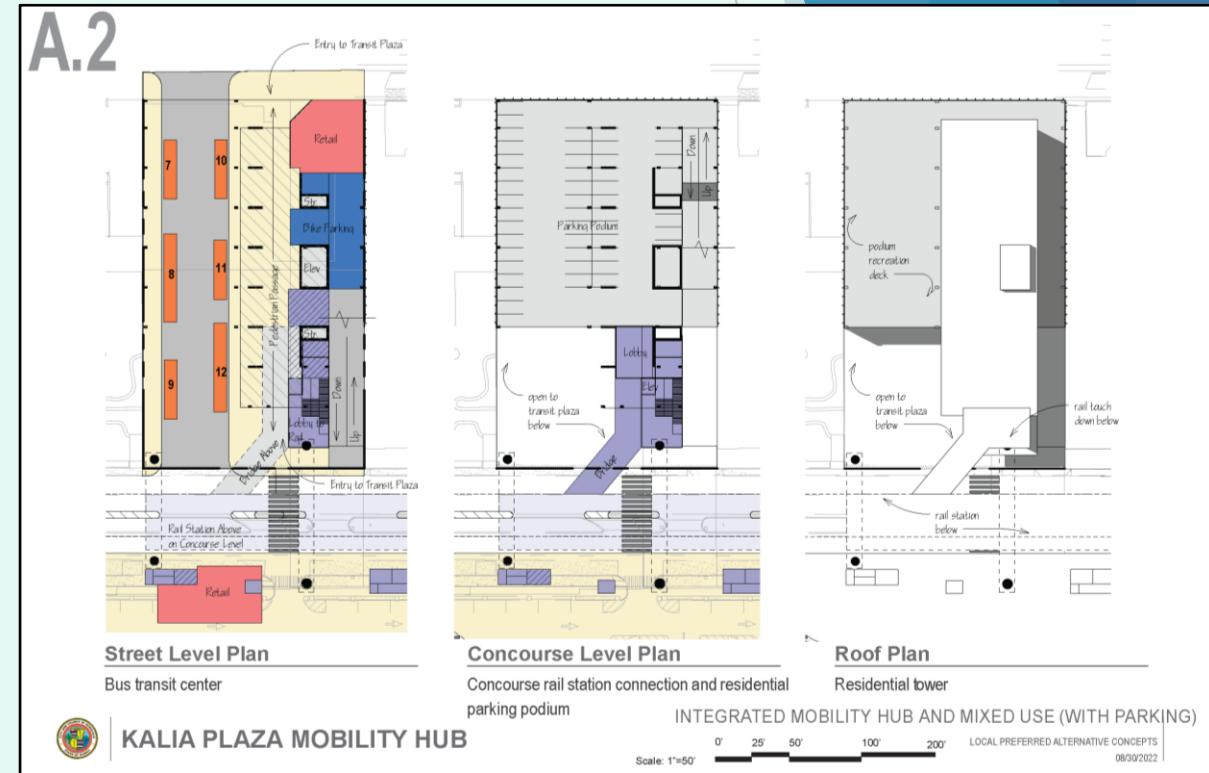 A.2
Entry to Transit Plaza
Retail
7
10
Str.
Bike Parking
Pedestrian Passage
8
11
Elev
Str.
9
12
Down
Up
Lobby to
Rail
Bridge Above
Entry to Transit Plaza
Rail Station Above
on Concourse Level
Retail
Street Level Plan
Bus transit center
Down
Up
Parking Podium
Lobby
Elev
open to
transit plaza
below
Bridge
Concourse Level Plan
Concourse rail station connection and residential
parking podium
podium
recreation
deck
open to
transit plaza
below
rail touch
down below
rail station
below
Roof Plan
Residential tower
KALIA PLAZA MOBILITY HUB
INTEGRATED MOBILITY HUB AND MIXED USE (WITH PARKING)
Scale: 1"=50'
0' 25' 50' 100' 200'
LOCAL PREFERRED ALTERNATIVE CONCEPTS
08/30/2022